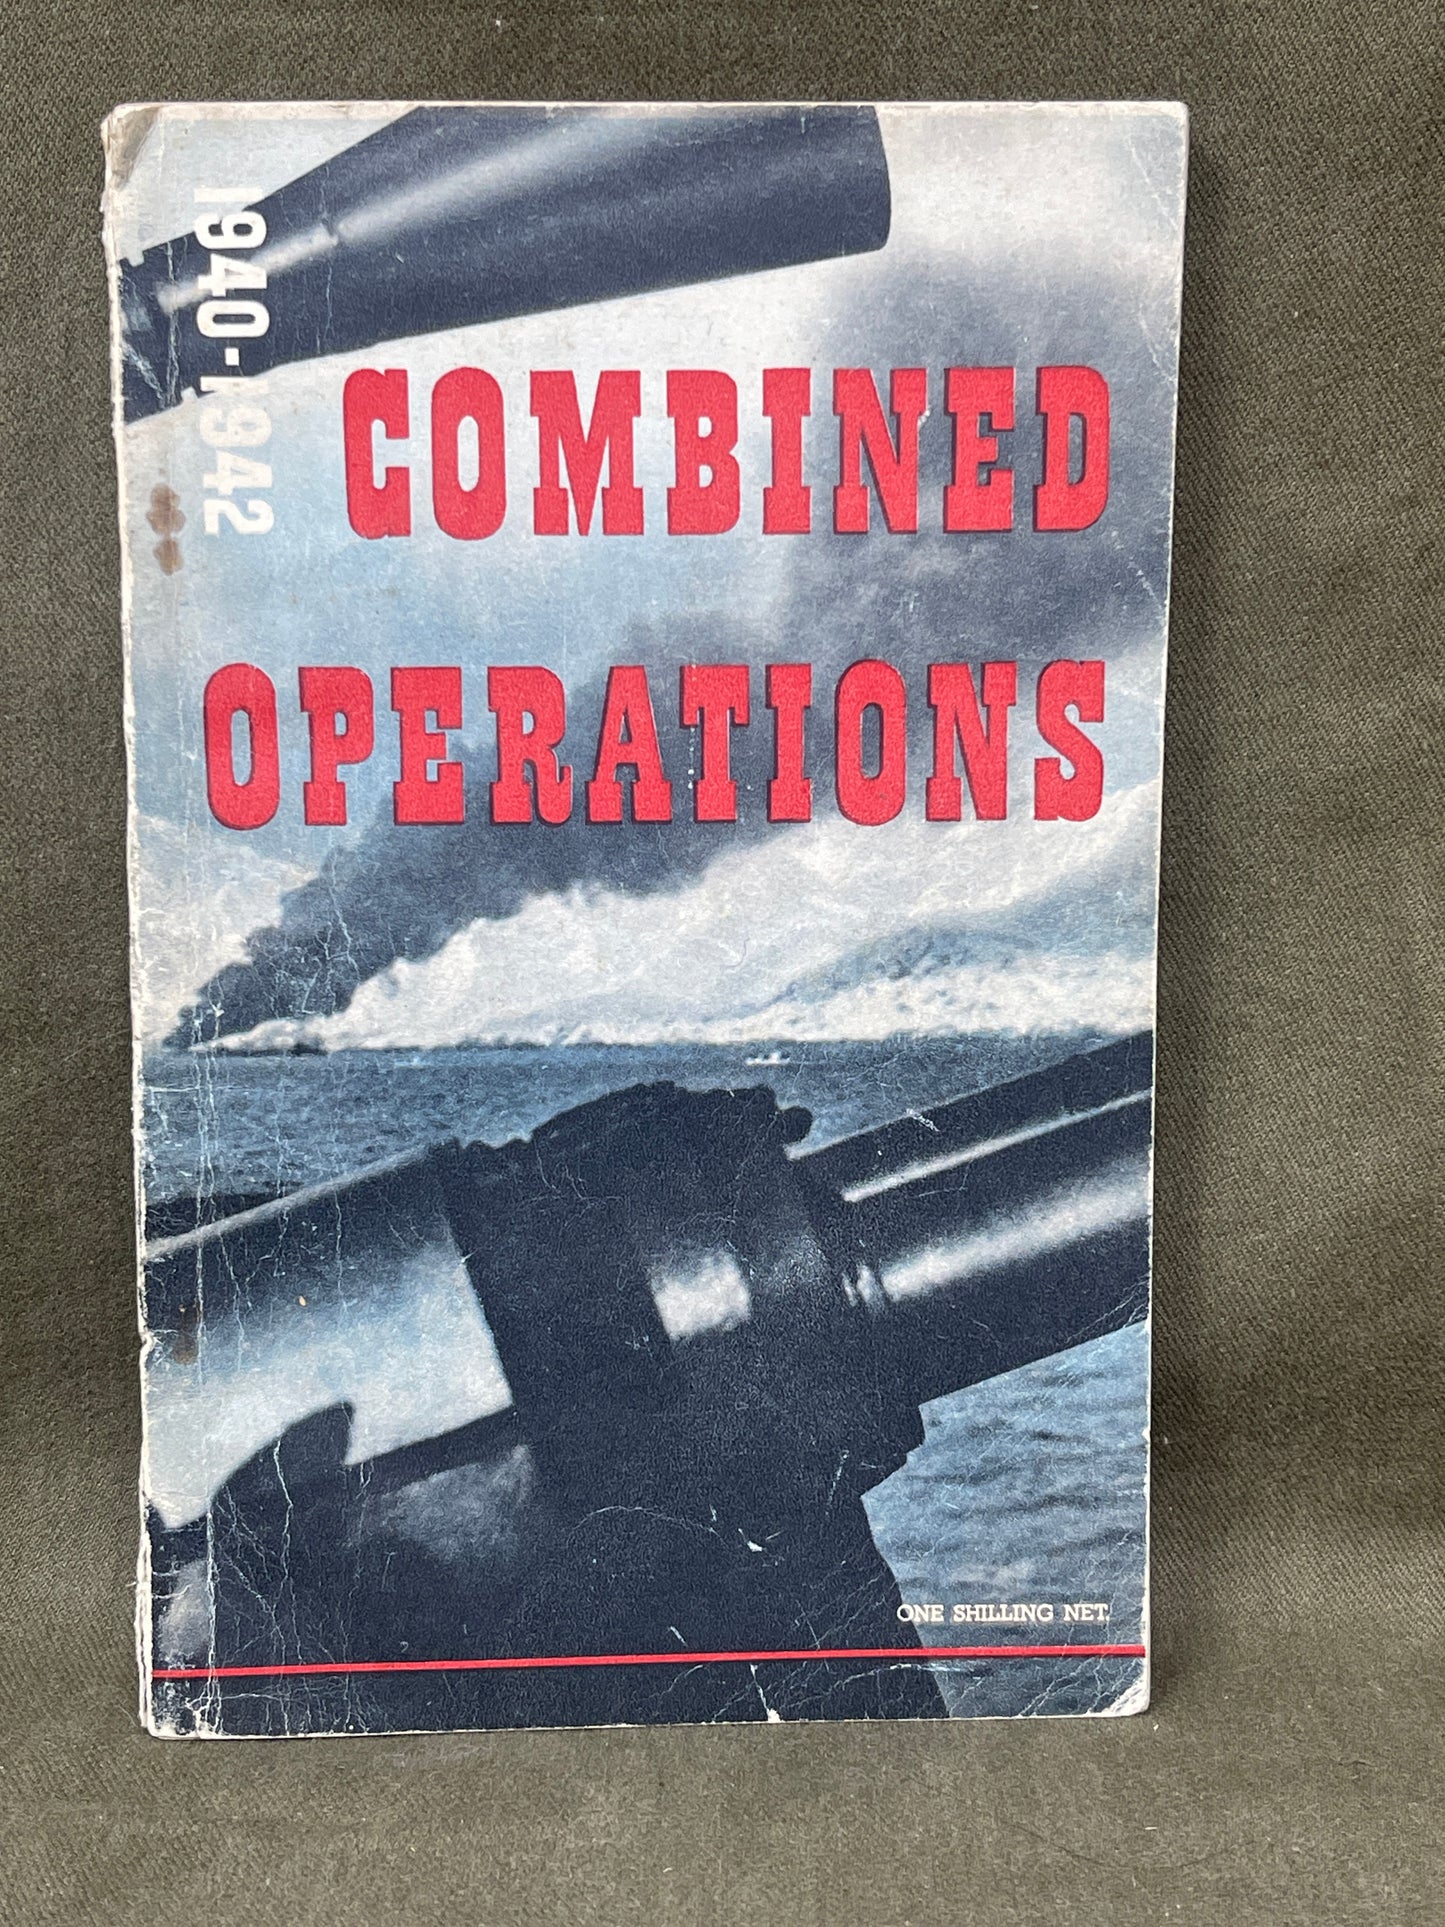 1940-1942
COMBINED
OPERATIONS
ONE SHILLING NET.